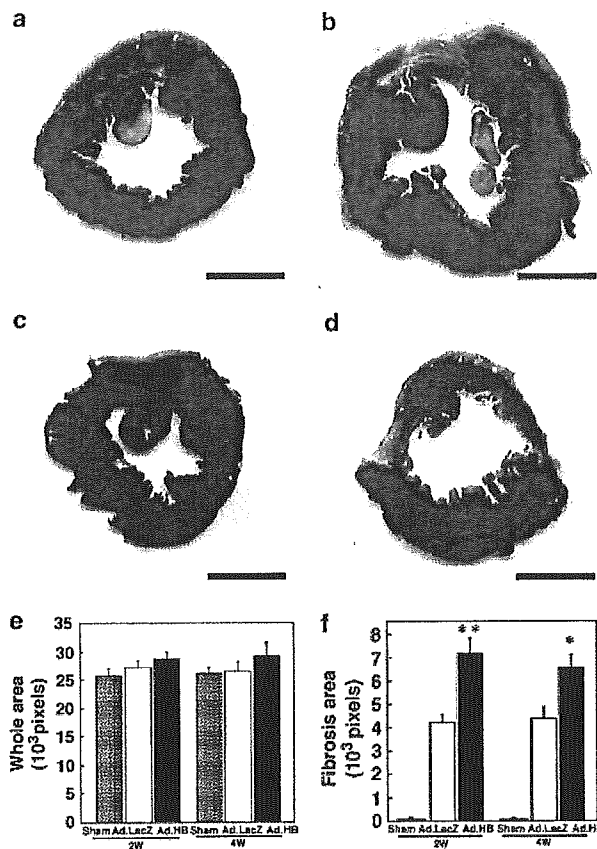 a
b
c
d
e
f
Whole area
(10³pixels)
35
30
25
20
15
10
5
0
Sham Ad.LacZ Ad.HB Sham Ad.LacZ Ad.HB
2W 4W
Fibrosis area
(10³ pixels)
8
7
6
5
4
3
2
1
0
**
*
Sham Ad.LacZ Ad.HB Sham Ad.LacZ Ad.H
2W 4W